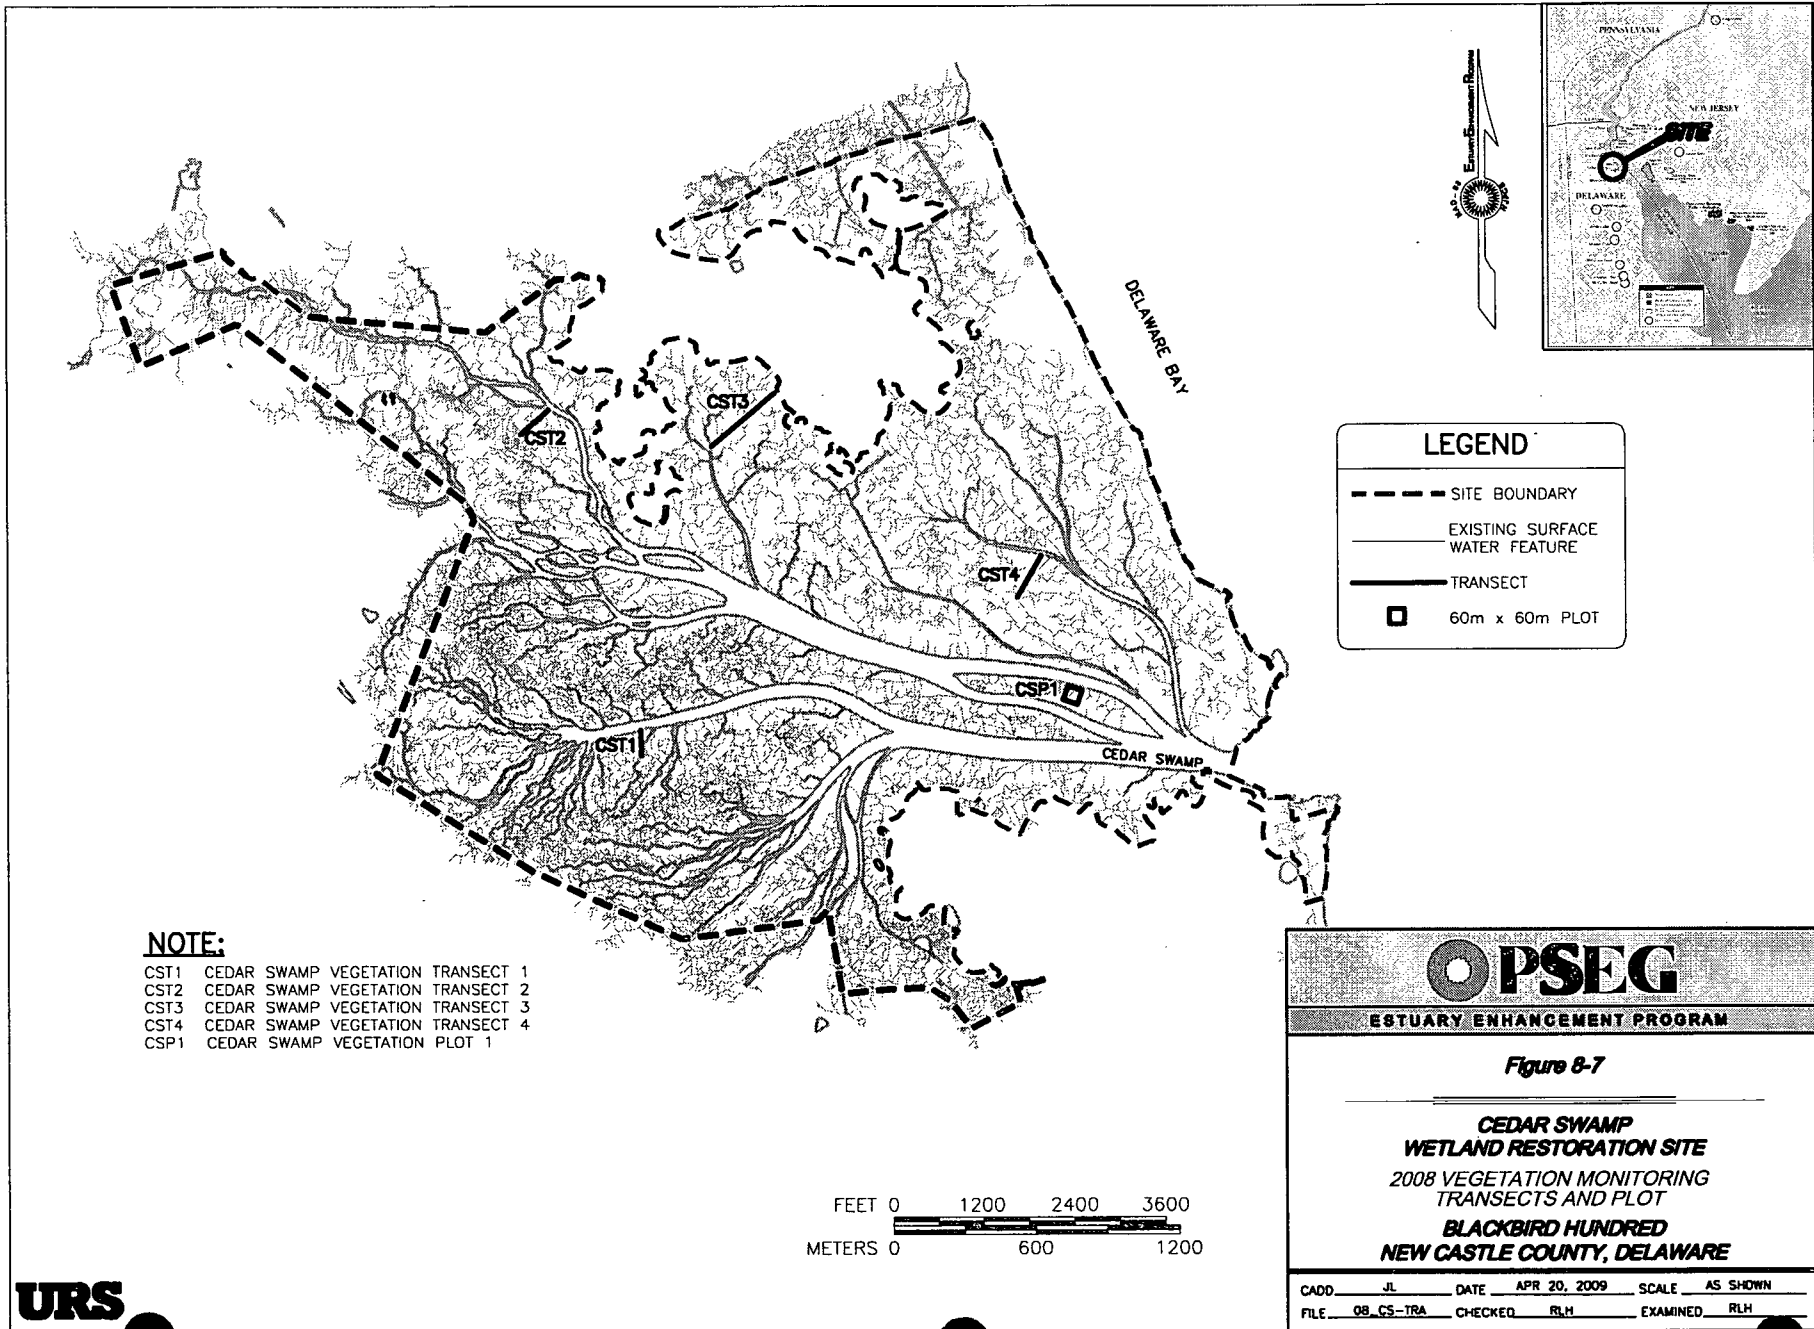 PENNSYLVANIA
NEW JERSEY
SITE
DELAWARE
ESTUARY ENHANCEMENT PROGRAM
DELAWARE BAY
CST3
CST2
CST4
CSP1
CST1
CEDAR SWAMP
LEGEND
SITE BOUNDARY
EXISTING SURFACE
WATER FEATURE
TRANSECT
60m x 60m PLOT
NOTE:
CST1 CEDAR SWAMP VEGETATION TRANSECT 1
CST2 CEDAR SWAMP VEGETATION TRANSECT 2
CST3 CEDAR SWAMP VEGETATION TRANSECT 3
CST4 CEDAR SWAMP VEGETATION TRANSECT 4
CSP1 CEDAR SWAMP VEGETATION PLOT 1
FEET 0 1200 2400 3600
METERS 0 600 1200
PSEG
ESTUARY ENHANCEMENT PROGRAM
Figure 8-7
CEDAR SWAMP
WETLAND RESTORATION SITE
2008 VEGETATION MONITORING
TRANSECTS AND PLOT
BLACKBIRD HUNDRED
NEW CASTLE COUNTY, DELAWARE
CADD JL DATE APR 20, 2009 SCALE AS SHOWN
FILE 08_CS-TRA CHECKED RLH EXAMINED RLH
URS